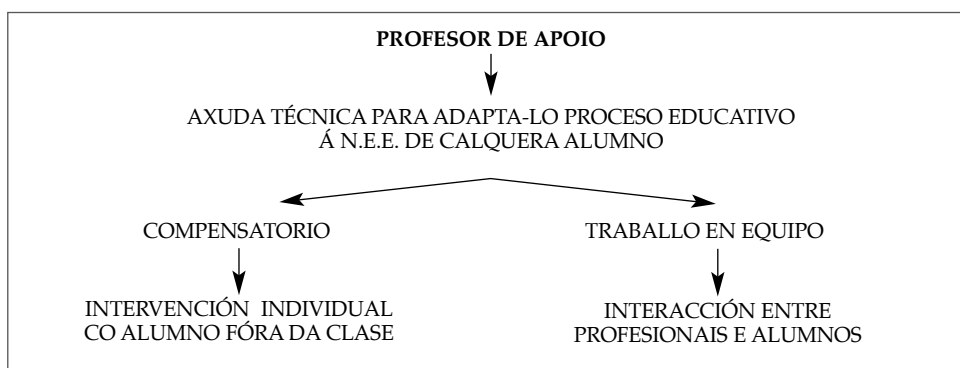 PROFESOR DE APOIO
AXUDA TÉCNICA PARA ADAPTA-LO PROCESO EDUCATIVO
Á N.E.E. DE CALQUERA ALUMNO
COMPENSATORIO
TRABALLO EN EQUIPO
INTERVENCIÓN INDIVIDUAL
CO ALUMNO FÓRA DA CLASE
INTERACCIÓN ENTRE
PROFESIONAIS E ALUMNOS